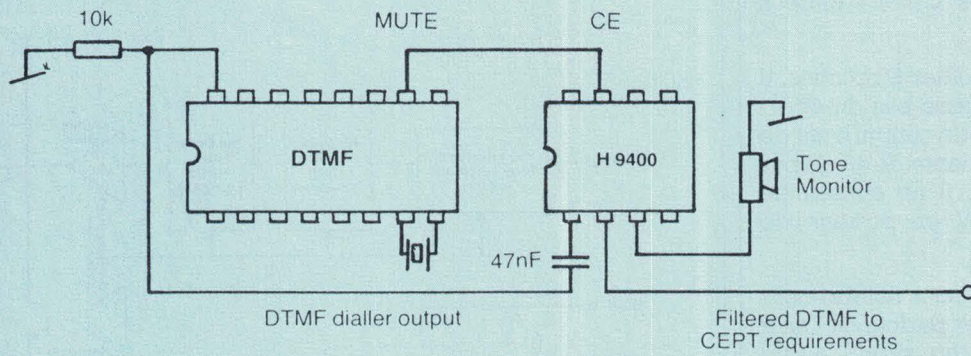 10k
MUTE
CE
DTMF
H 9400
Tone
Monitor
47nF
DTMF dialler output
Filtered DTMF to
CEPT requirements